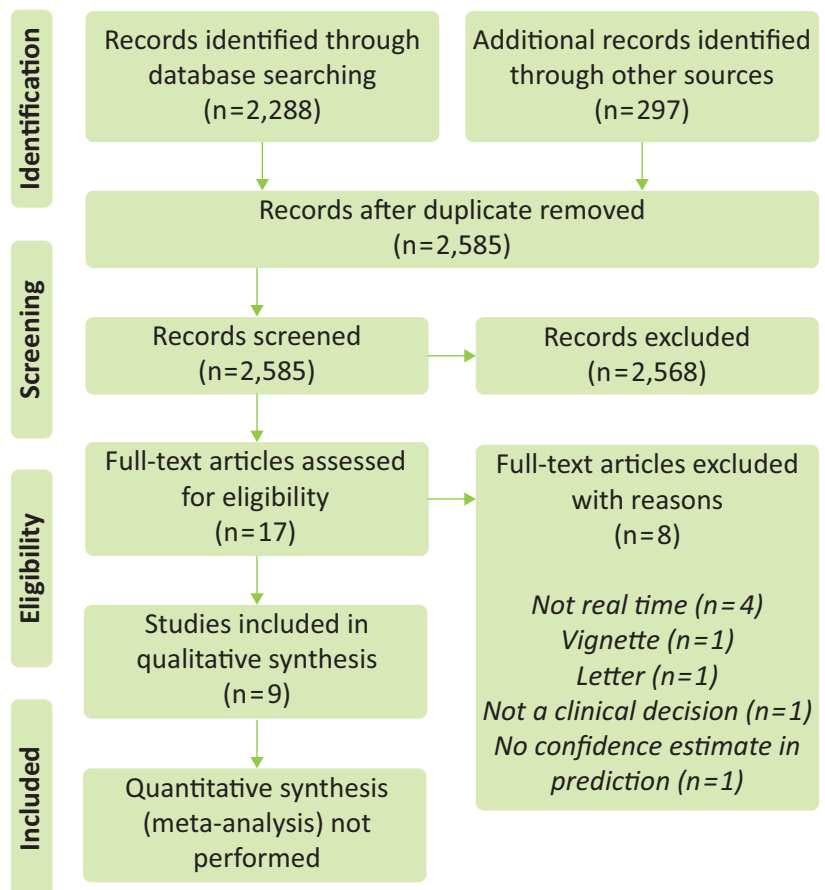 Identification
Records identified through
database searching
(n=2,288)
Additional records identified
through other sources
(n=297)
Records after duplicate removed
(n=2,585)
Screening
Records screened
(n=2,585)
Records excluded
(n=2,568)
Eligibility
Full-text articles assessed
for eligibility
(n=17)
Full-text articles excluded
with reasons
(n=8)
Not real time (n=4)
Vignette (n=1)
Letter (n=1)
Not a clinical decision (n=1)
No confidence estimate in
prediction (n=1)
Studies included in
qualitative synthesis
(n=9)
Included
Quantitative synthesis
(meta-analysis) not
performed